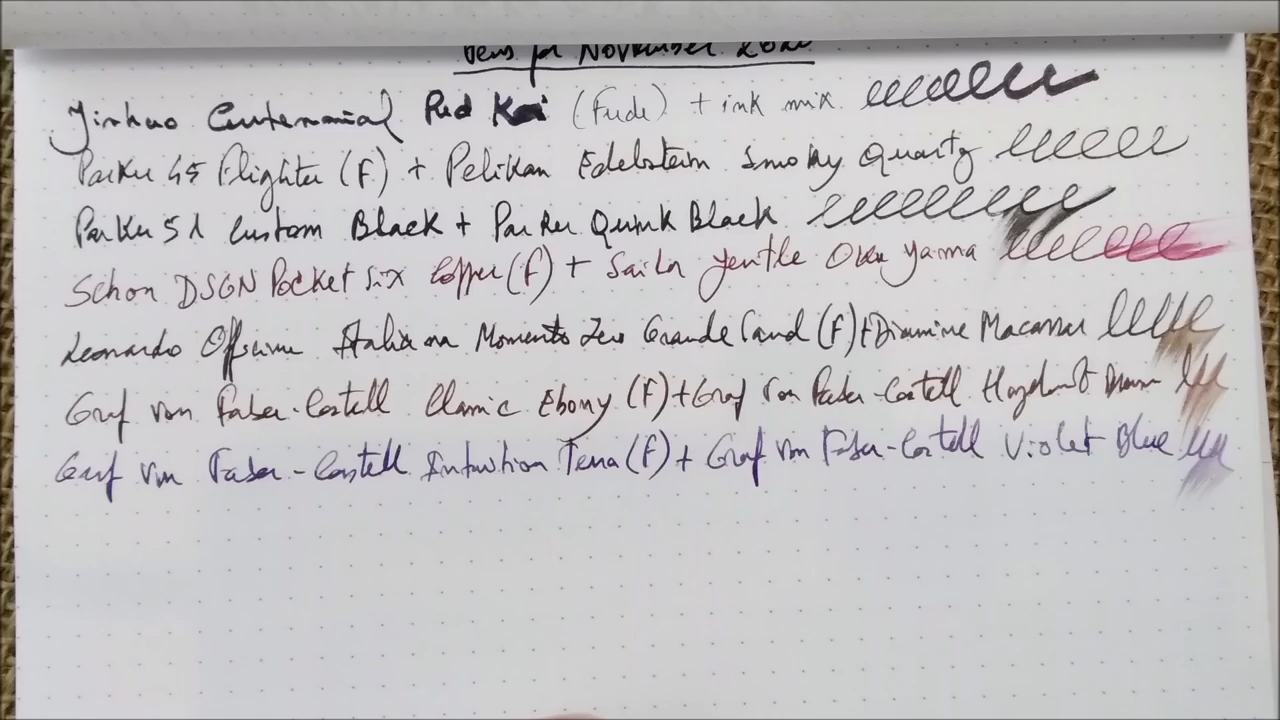 Pens for November 2020
Jinhao Centennial Red Koi (Fude) + ink mix
Parker 45 Flighter (F) + Pelikan Edelstein Smoky Quartz
Parker 51 Custom Black + Parker Quink Black
Schon DSGN Pocket Six Copper (F) + Sailor Jentle Oku Yama
Leonardo Officina Italiana Momento Zero Grande Cand (F) + Diamine Macassar
Graf von Faber-Castell Classic Ebony (F) + Graf von Faber-Castell Hazelnut Brown
Graf von Faber-Castell Intuition Terra (F) + Graf von Faber-Castell Violet Blue